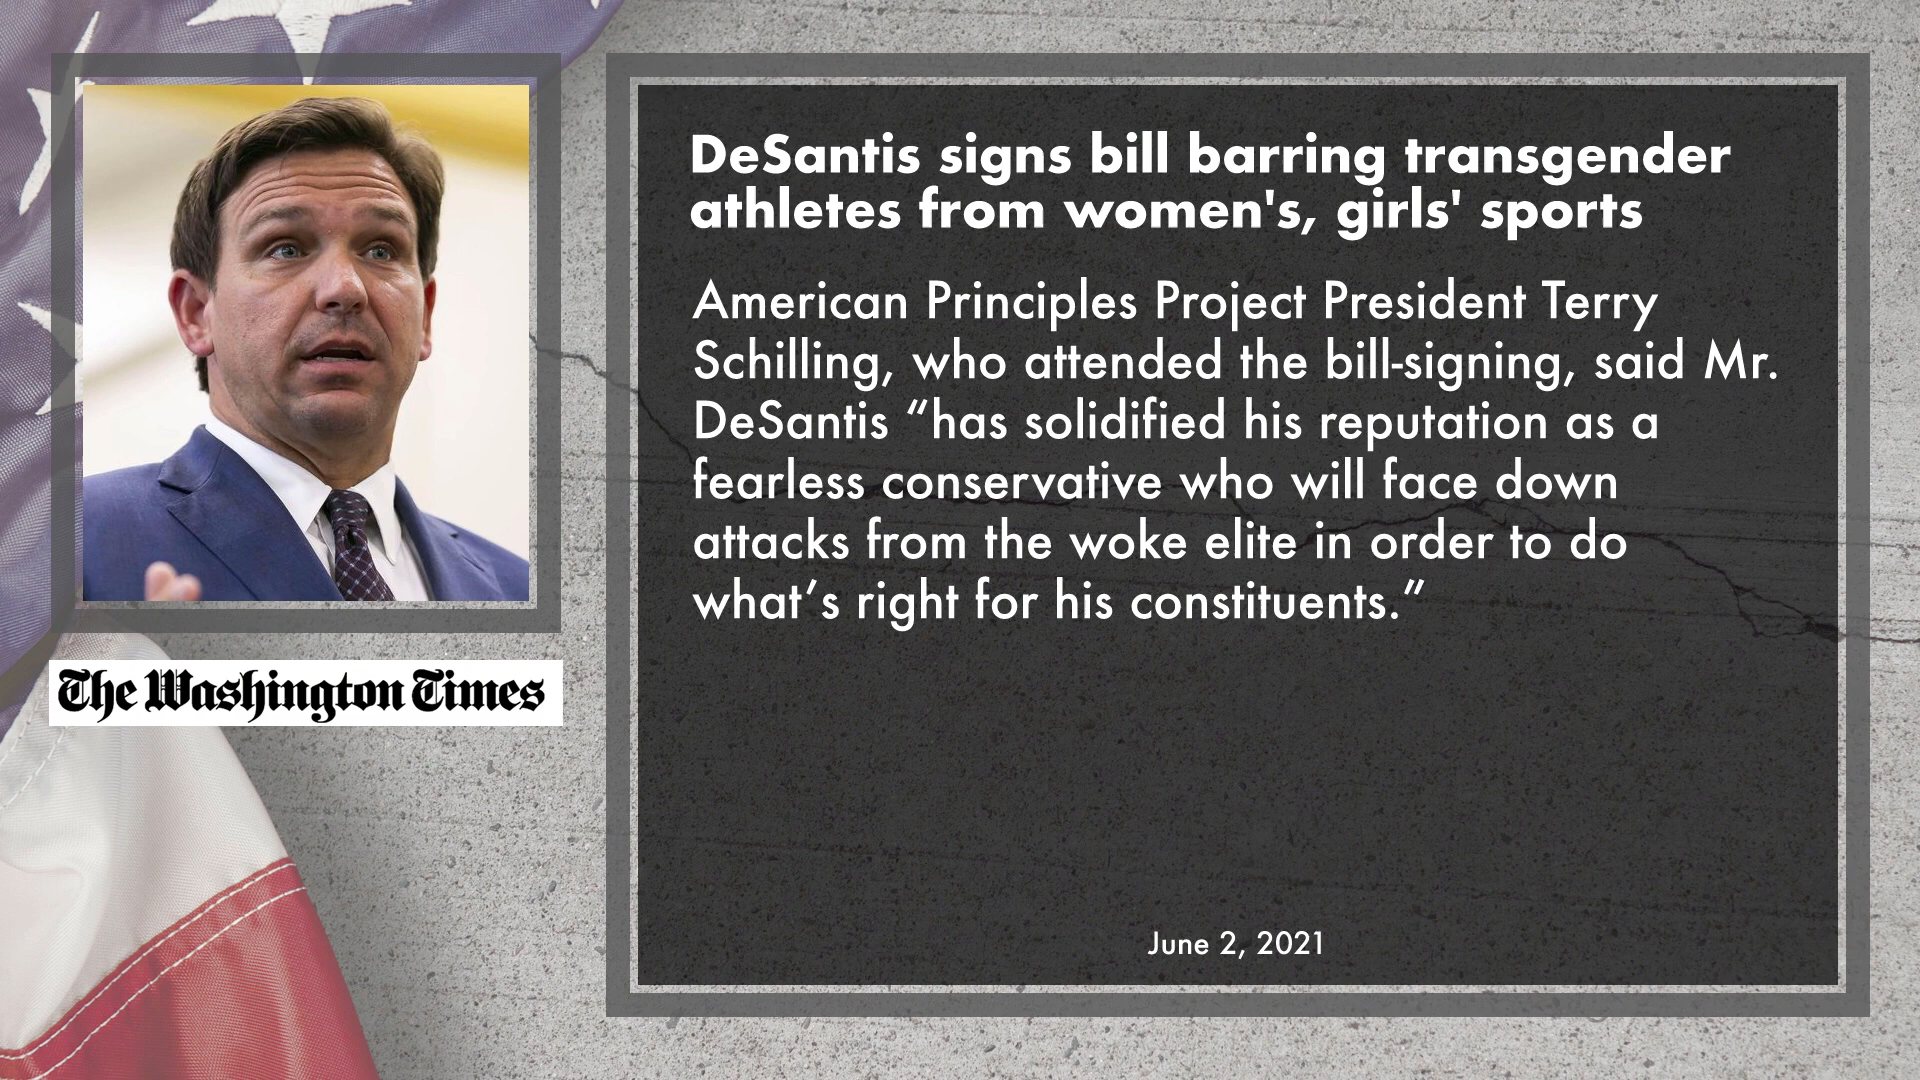 DeSantis signs bill barring transgender
athletes from women's, girls' sports
American Principles Project President Terry
Schilling, who attended the bill-signing, said Mr.
DeSantis “has solidified his reputation as a
fearless conservative who will face down
attacks from the woke elite in order to do
what’s right for his constituents.”
The Washington Times
June 2, 2021